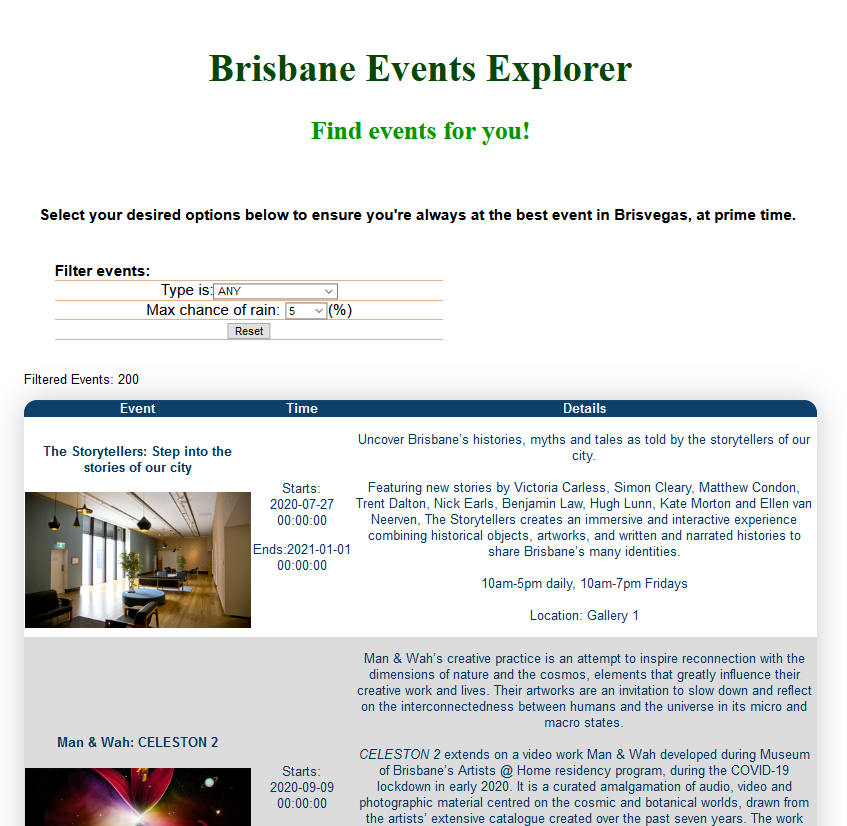 Brisbane Events Explorer
Find events for you!
Select your desired options below to ensure you're always at the best event in Brisvegas, at prime time.
Filter events:
Type is: ANY
Max chance of rain: 5 (%)
Reset
Filtered Events: 200
Event Time Details
The Storytellers: Step into the
stories of our city
Starts:
2020-07-27
00:00:00
Ends:2021-01-01
00:00:00
Uncover Brisbane’s histories, myths and tales as told by the storytellers of our
city.
Featuring new stories by Victoria Carless, Simon Cleary, Matthew Condon,
Trent Dalton, Nick Earls, Benjamin Law, Hugh Lunn, Kate Morton and Ellen van
Neerven, The Storytellers creates an immersive and interactive experience
combining historical objects, artworks, and written and narrated histories to
share Brisbane’s many identities.
10am-5pm daily, 10am-7pm Fridays
Location: Gallery 1
Man & Wah: CELESTON 2
Starts:
2020-09-09
00:00:00
Man & Wah’s creative practice is an attempt to inspire reconnection with the
dimensions of nature and the cosmos, elements that greatly influence their
creative work and lives. Their artworks are an invitation to slow down and reflect
on the interconnectedness between humans and the universe in its micro and
macro states.
CELESTON 2 extends on a video work Man & Wah developed during Museum
of Brisbane’s Artists @ Home residency program, during the COVID-19
lockdown in early 2020. It is a curated amalgamation of audio, video and
photographic material centred on the cosmic and botanical worlds, drawn from
the artists’ extensive catalogue created over the past seven years. The work